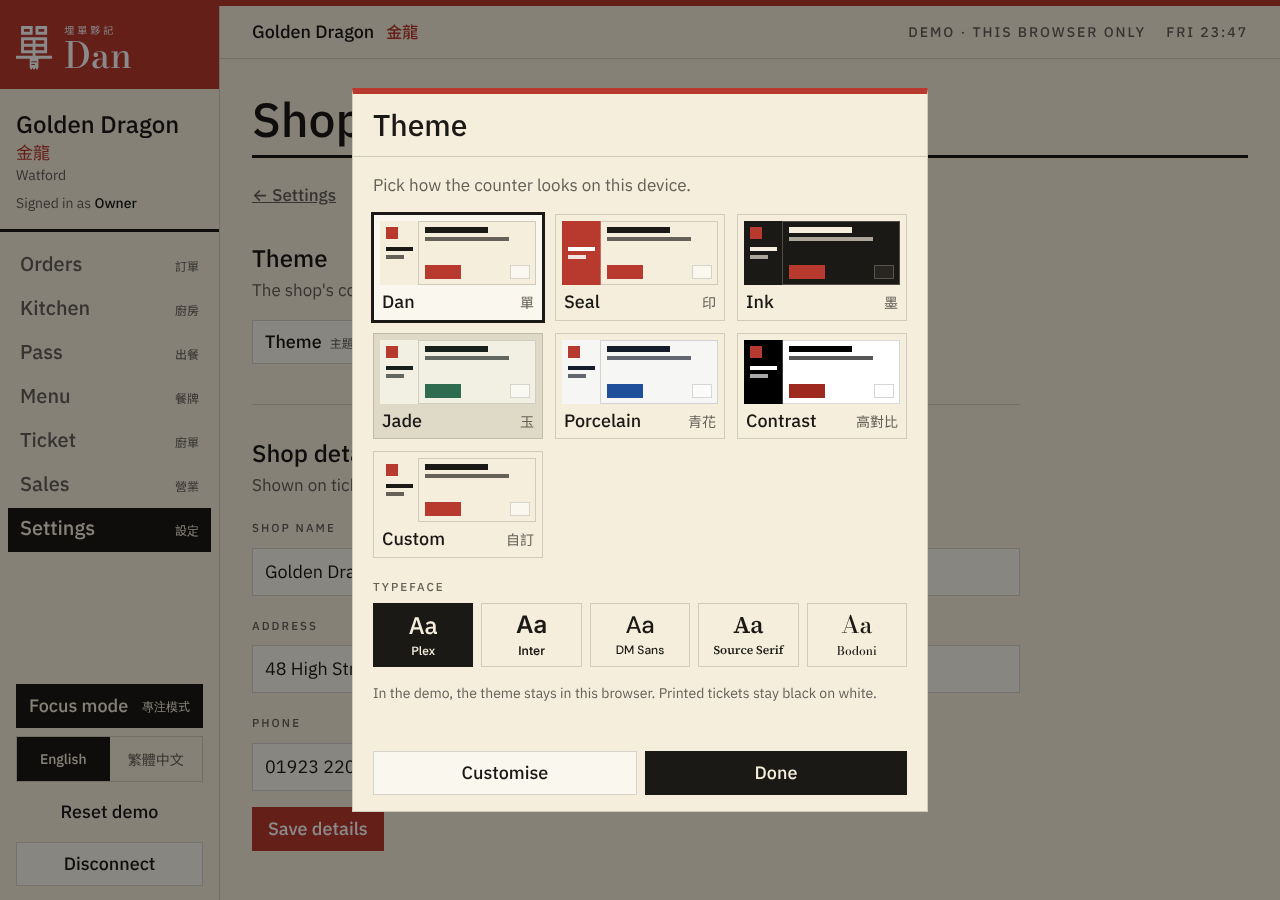 單 埋單夥記
Dan
Golden Dragon 金龍
DEMO · THIS BROWSER ONLY FRI 23:47
Golden Dragon
金龍
Watford
Signed in as Owner
Orders 訂單
Kitchen 廚房
Pass 出餐
Menu 餐牌
Ticket 廚單
Sales 營業
Settings 設定
Focus mode 專注模式
English 繁體中文
Reset demo
Disconnect
Shop
← Settings
Theme
The shop's co
Theme 主題
Shop deta
Shown on tick
SHOP NAME
Golden Dra
ADDRESS
48 High Str
PHONE
01923 220
Save details
Theme
Pick how the counter looks on this device.
Dan 單
Seal 印
Ink 墨
Jade 玉
Porcelain 青花
Contrast 高對比
Custom 自訂
TYPEFACE
Aa Aa Aa Aa Aa
Plex Inter DM Sans Source Serif Bodoni
In the demo, the theme stays in this browser. Printed tickets stay black on white.
Customise Done